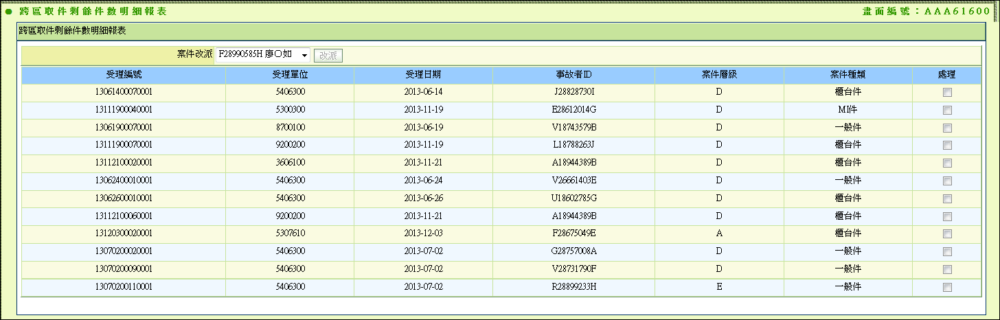 跨區取件剩餘件數明細報表 畫面編號：AAA61600
跨區取件剩餘件數明細報表
案件改派 F28990585H 廖〇如 改派
受理編號 受理單位 受理日期 事故者ID 案件層級 案件種類 處理
13061400070001 5406300 2013-06-14 J28828730I D 櫃台件
13111900040001 5300300 2013-11-19 E28612014G D MI件
13061900070001 8700100 2013-06-19 V18743579B D 一般件
13111900070001 9200200 2013-11-19 L18788263J D 櫃台件
13112100020001 3606100 2013-11-21 A18944389B D 櫃台件
13062400010001 5406300 2013-06-24 V26661403E D 一般件
13062600010001 5406300 2013-06-26 U18602785G D 櫃台件
13112100060001 9200200 2013-11-21 A18944389B D 櫃台件
13120300020001 5307610 2013-12-03 F28675049E A 櫃台件
13070200020001 5406300 2013-07-02 G28757008A D 一般件
13070200090001 5406300 2013-07-02 V28731790F D 一般件
13070200110001 5406300 2013-07-02 R28899233H E 一般件